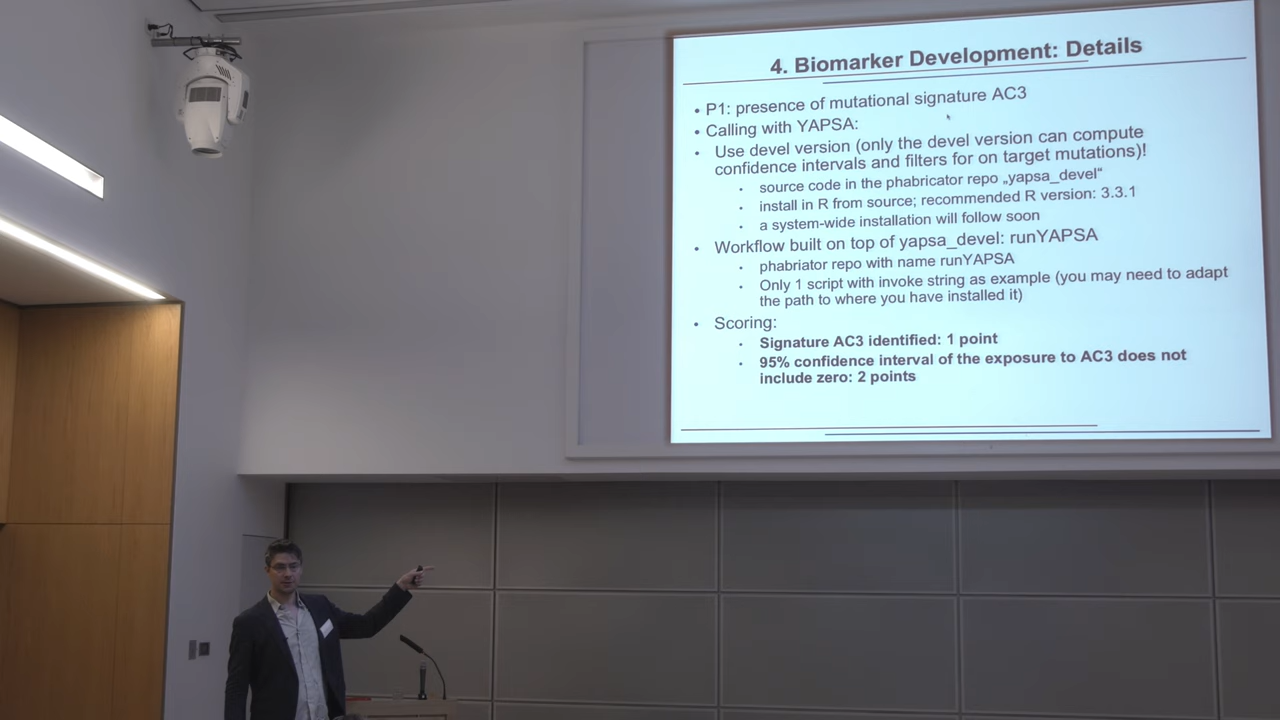 4. Biomarker Development: Details
• P1: presence of mutational signature AC3
• Calling with YAPSA:
• Use devel version (only the devel version can compute
confidence intervals and filters for on target mutations)!
• source code in the phabricator repo „yapsa_devel“
• install in R from source; recommended R version: 3.3.1
• a system-wide installation will follow soon
• Workflow built on top of yapsa_devel: runYAPSA
• phabriator repo with name runYAPSA
• Only 1 script with invoke string as example (you may need to adapt
the path to where you have installed it)
• Scoring:
• Signature AC3 identified: 1 point
• 95% confidence interval of the exposure to AC3 does not
include zero: 2 points